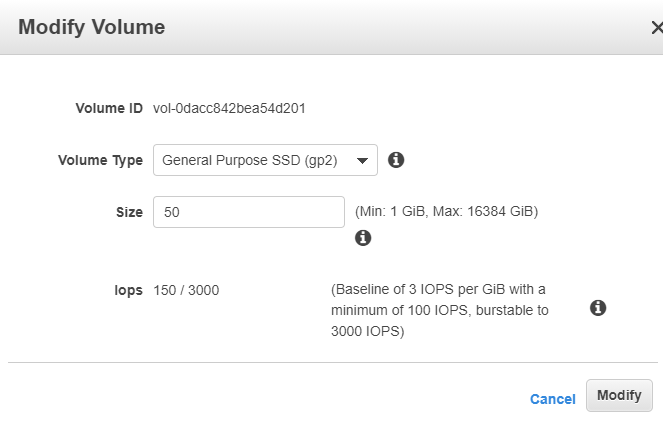 Modify Volume
Volume ID vol-0dacc842bea54d201
Volume Type General Purpose SSD (gp2)
Size 50 (Min: 1 GiB, Max: 16384 GiB)
Iops 150 / 3000 (Baseline of 3 IOPS per GiB with a
minimum of 100 IOPS, burstable to
3000 IOPS)
Cancel Modify